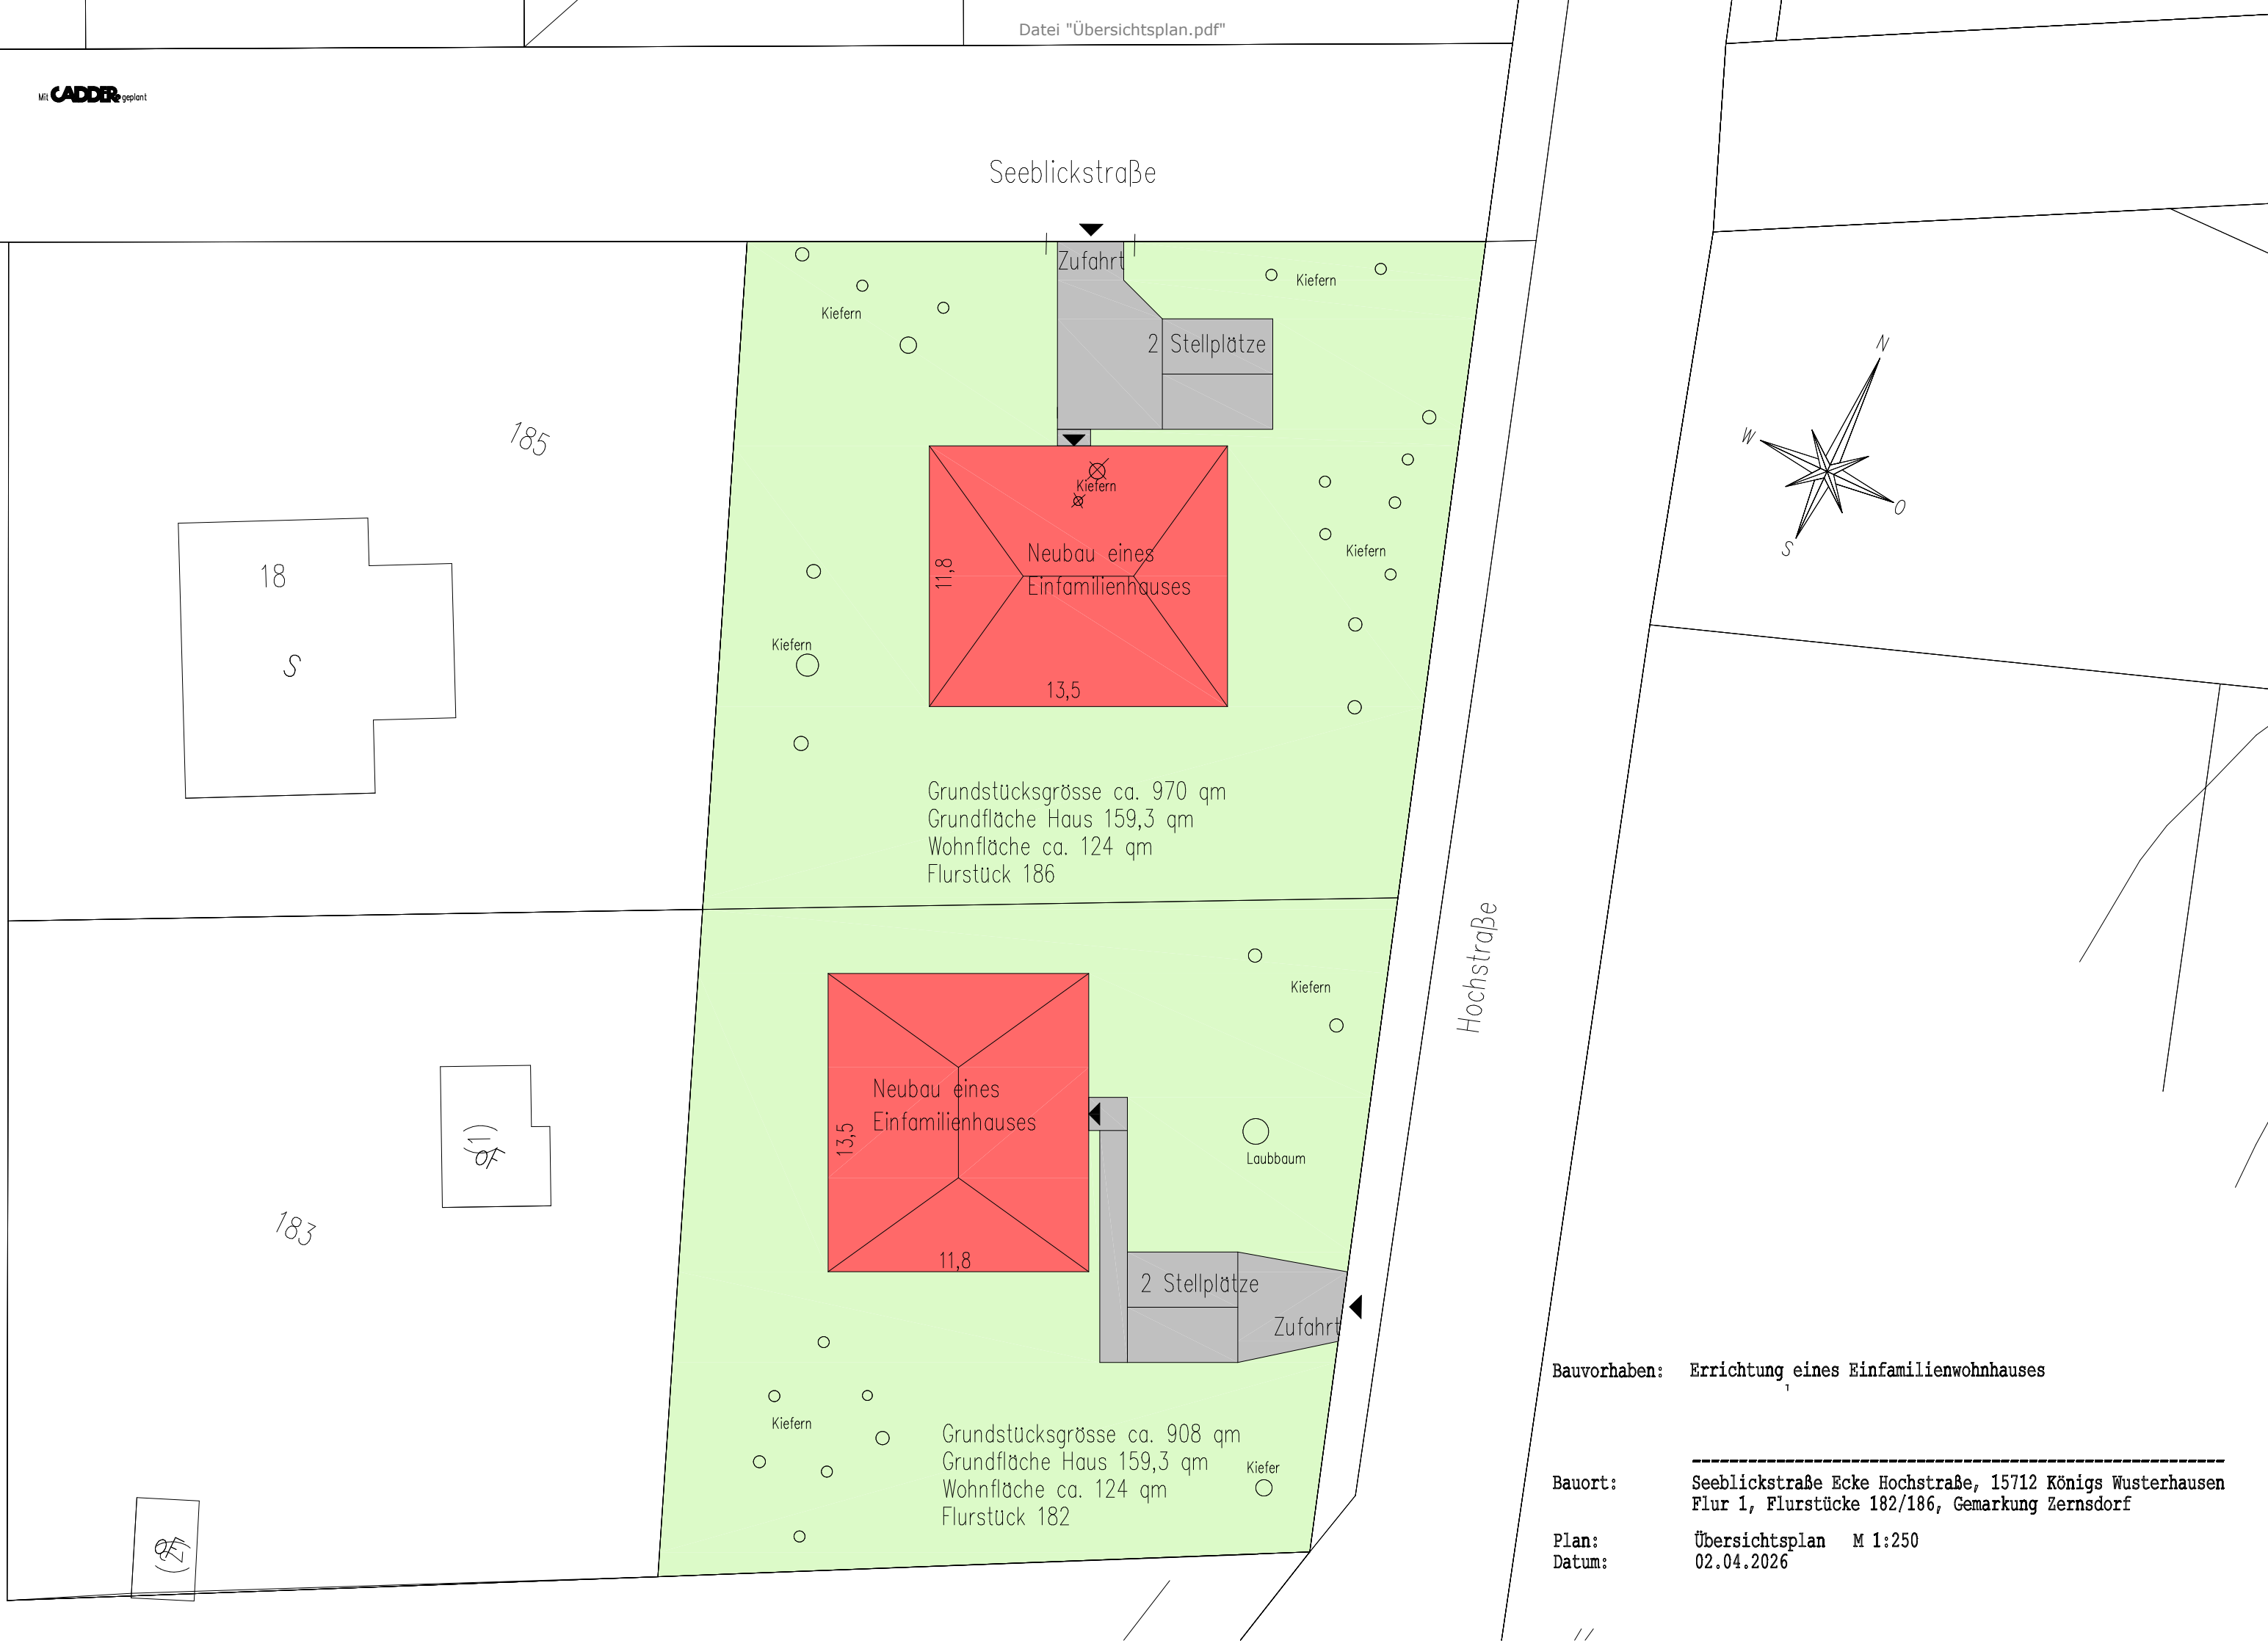 Datei "Übersichtsplan.pdf"
Mit CADDER geplant
Seeblickstraße
Zufahrt
Kiefern
Kiefern
2 Stellplätze
N
W
O
S
185
18
S
Kiefern
Neubau eines
Einfamilienhauses
11,8
13,5
Kiefern
Kiefern
Grundstücksgrösse ca. 970 qm
Grundfläche Haus 159,3 qm
Wohnfläche ca. 124 qm
Flurstück 186
Hochstraße
Kiefern
Neubau eines
Einfamilienhauses
13,5
11,8
Laubbaum
2 Stellplätze
Zufahrt
183
Kiefern
Grundstücksgrösse ca. 908 qm
Grundfläche Haus 159,3 qm
Wohnfläche ca. 124 qm
Flurstück 182
Kiefer
Bauvorhaben: Errichtung eines Einfamilienwohnhauses
Bauort: Seeblickstraße Ecke Hochstraße, 15712 Königs Wusterhausen
Flur 1, Flurstücke 182/186, Gemarkung Zernsdorf
Plan: Übersichtsplan M 1:250
Datum: 02.04.2026